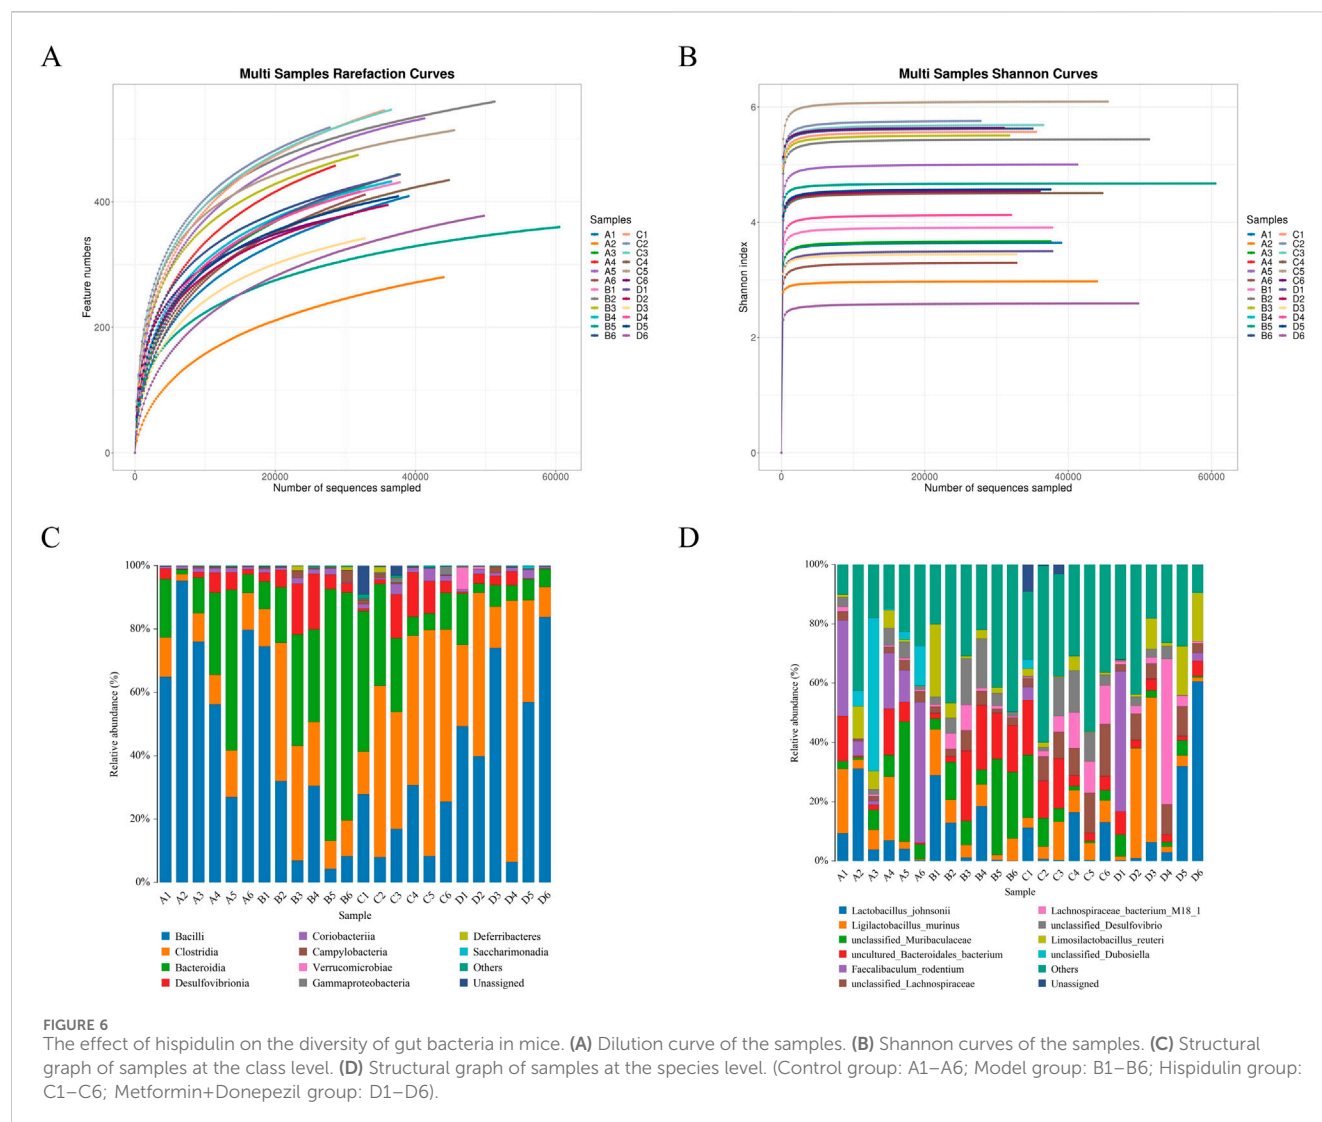 A
Multi Samples Rarefaction Curves
Feature numbers
400
200
0
0 20000 40000 60000
Number of sequences sampled
Samples
A1 C1
A2 C2
A3 C3
A4 C4
A5 C5
A6 C6
B1 D1
B2 D2
B3 D3
B4 D4
B5 D5
B6 D6
B
Multi Samples Shannon Curves
Shannon index
6
4
2
0
0 20000 40000 60000
Number of sequences sampled
Samples
A1 C1
A2 C2
A3 C3
A4 C4
A5 C5
A6 C6
B1 D1
B2 D2
B3 D3
B4 D4
B5 D5
B6 D6
C
Relative abundance (%)
100%
80%
60%
40%
20%
0%
A1 A2 A3 A4 A5 A6 B1 B2 B3 B4 B5 B6 C1 C2 C3 C4 C5 C6 D1 D2 D3 D4 D5 D6
Sample
Bacilli Coriobacteriia Deferribacteres
Clostridia Campylobacteria Saccharimonadia
Bacteroidia Verrucomicrobiae Others
Desulfovibrionia Gammaproteobacteria Unassigned
D
Relative abundance (%)
100%
80%
60%
40%
20%
0%
A1 A2 A3 A4 A5 A6 B1 B2 B3 B4 B5 B6 C1 C2 C3 C4 C5 C6 D1 D2 D3 D4 D5 D6
Sample
Lactobacillus_johnsonii Lachnospiraceae_bacterium_M18_1
Ligilactobacillus_murinus unclassified_Desulfovibrio
unclassified_Muribaculaceae Limosilactobacillus_reuteri
uncultured_Bacteroidales_bacterium unclassified_Dubosiella
Faecalibaculum_rodentium Others
unclassified_Lachnospiraceae Unassigned
FIGURE 6
The effect of hispidulin on the diversity of gut bacteria in mice. (A) Dilution curve of the samples. (B) Shannon curves of the samples. (C) Structural
graph of samples at the class level. (D) Structural graph of samples at the species level. (Control group: A1–A6; Model group: B1–B6; Hispidulin group:
C1–C6; Metformin+Donepezil group: D1–D6).